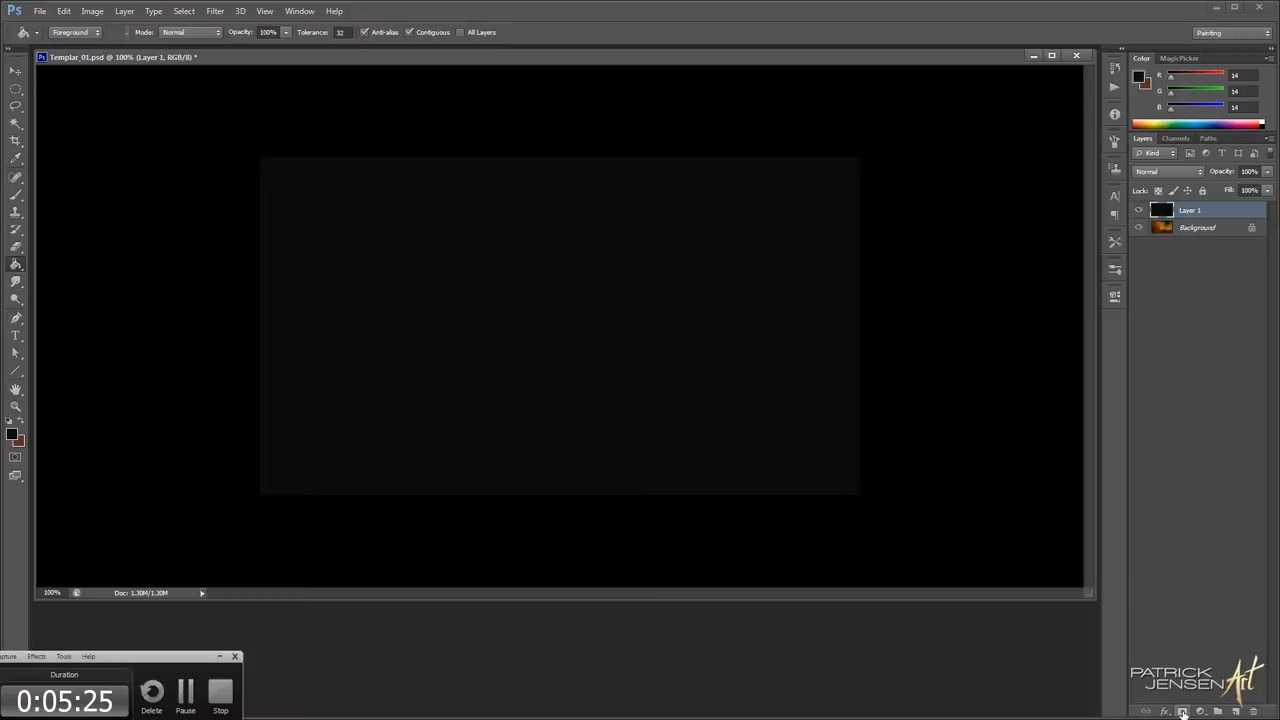 Ps File Edit Image Layer Type Select Filter 3D View Window Help
Foreground Mode: Normal Opacity: 100% Tolerance: 32 Anti-alias Contiguous All Layers Painting
Templar_01.psd @ 100% (Layer 1, RGB/8) *
Color MagicPicker
R 14
G 14
B 14
Layers Channels Paths
Kind
Normal Opacity: 100%
Lock: Fill: 100%
Layer 1
Background
100% Doc: 1.30M/1.30M
pture Effects Tools Help
Duration
0:05:25
Delete Pause Stop
PATRICK
JENSEN Art